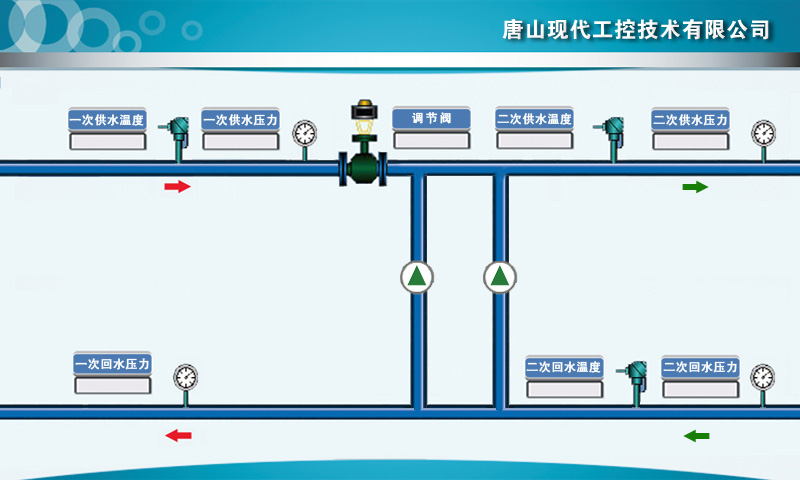 唐山现代工控技术有限公司
一次供水温度
一次供水压力
调节阀
二次供水温度
二次供水压力
一次回水压力
二次回水温度
二次回水压力